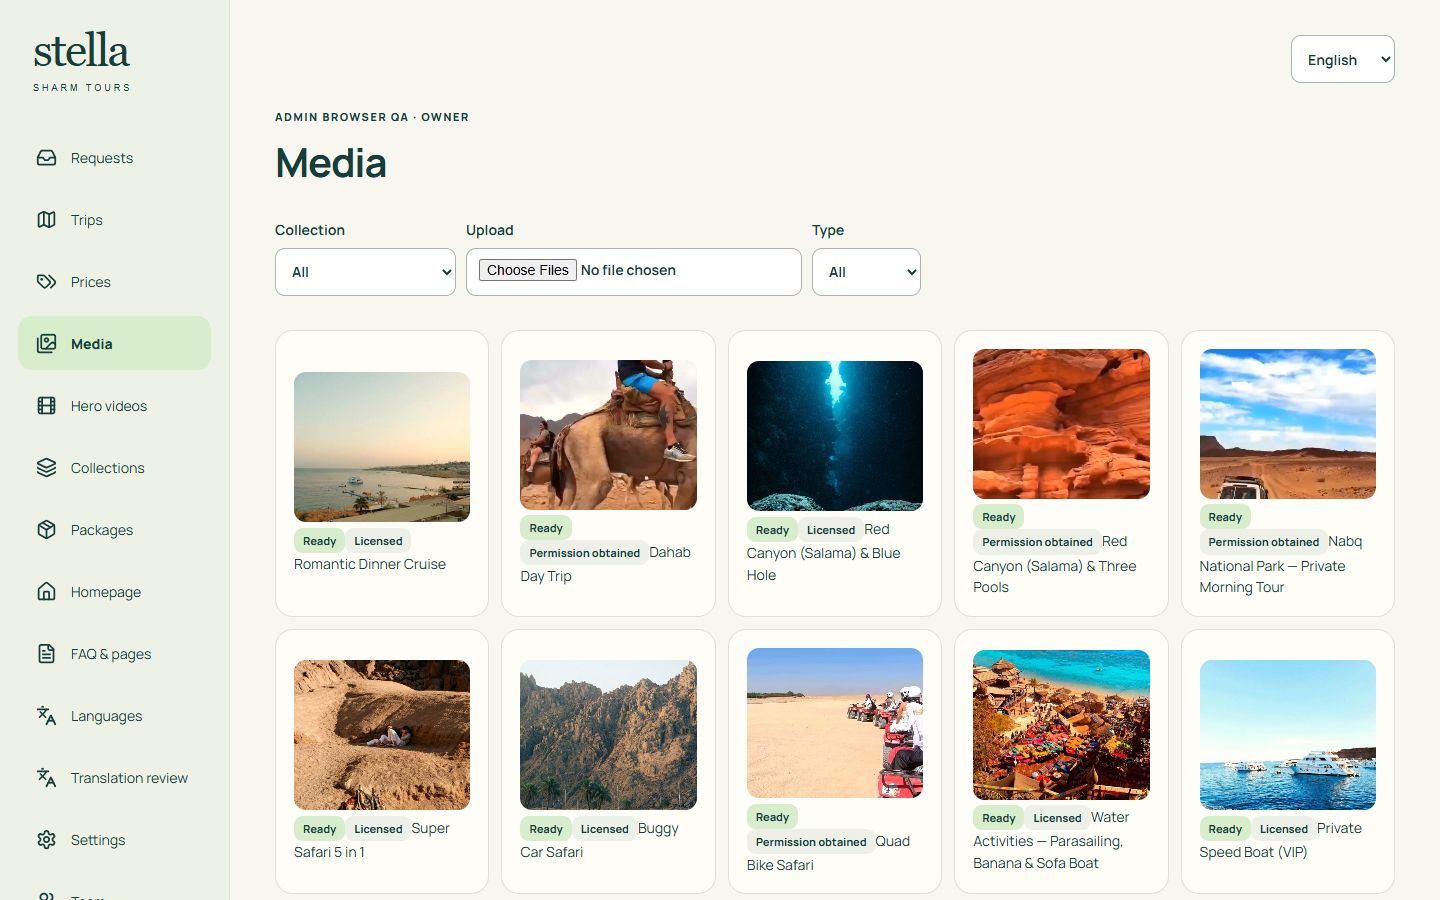 stella
SHARM TOURS
Requests
Trips
Prices
Media
Hero videos
Collections
Packages
Homepage
FAQ & pages
Languages
Translation review
Settings
English
ADMIN BROWSER QA · OWNER
Media
Collection
All
Upload
Choose Files No file chosen
Type
All
Ready Licensed
Romantic Dinner Cruise
Ready
Permission obtained Dahab
Day Trip
Ready Licensed Red
Canyon (Salama) & Blue
Hole
Ready
Permission obtained Red
Canyon (Salama) & Three
Pools
Ready
Permission obtained Nabq
National Park — Private
Morning Tour
Ready Licensed Super
Safari 5 in 1
Ready Licensed Buggy
Car Safari
Ready
Permission obtained Quad
Bike Safari
Ready Licensed Water
Activities — Parasailing,
Banana & Sofa Boat
Ready Licensed Private
Speed Boat (VIP)